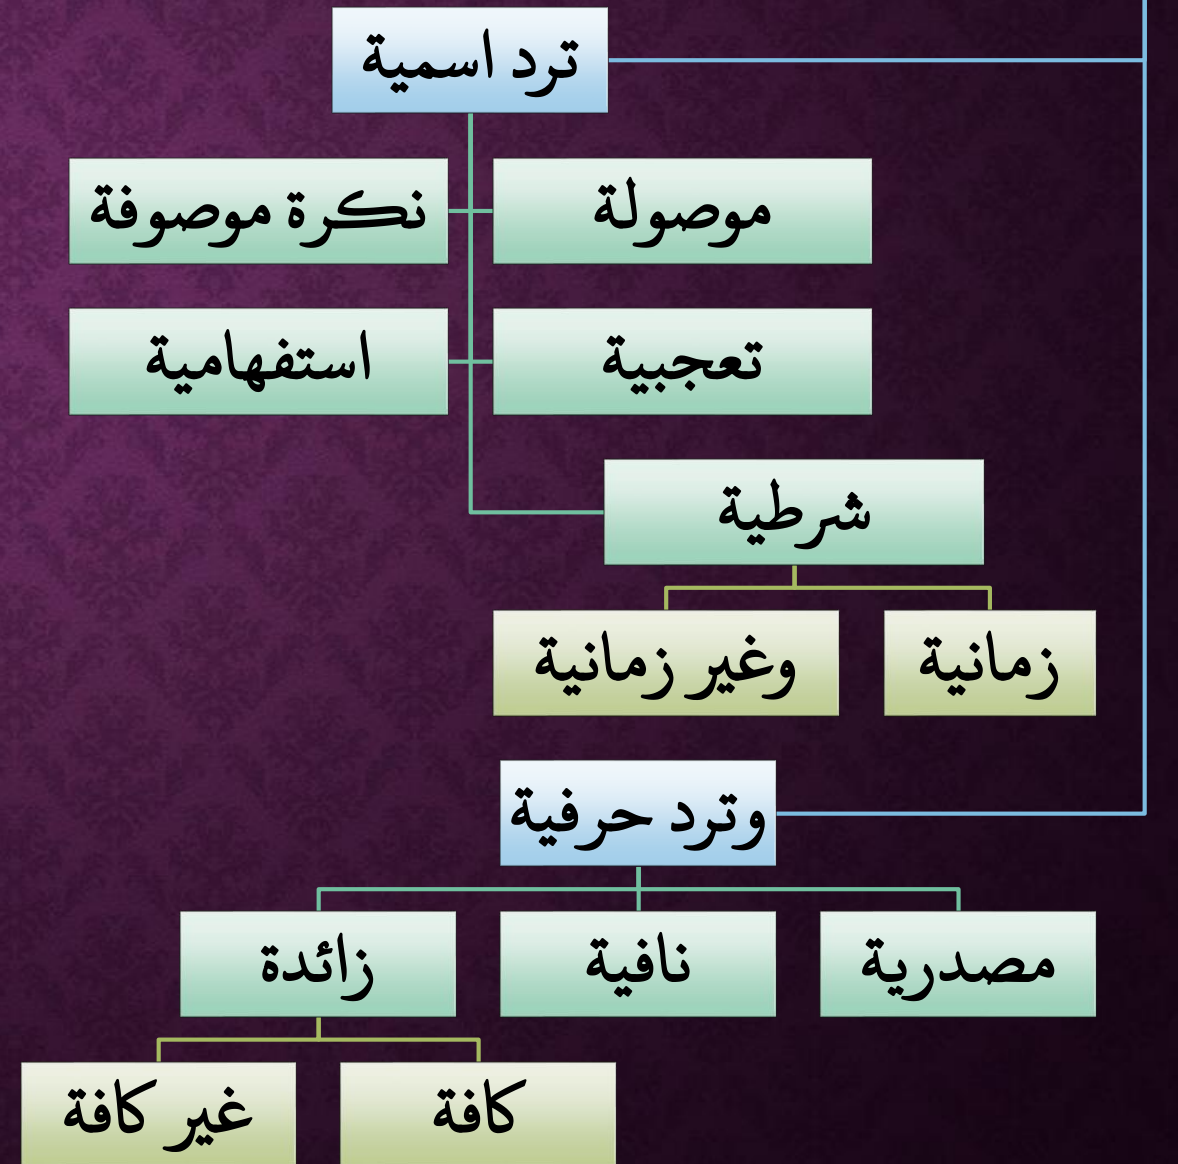 ترد اسمية
موصولة
نكرة موصوفة
تعجبية
استفهامية
شرطية
زمانية
وغير زمانية
وترد حرفية
مصدرية
نافية
زائدة
كافة
غير كافة